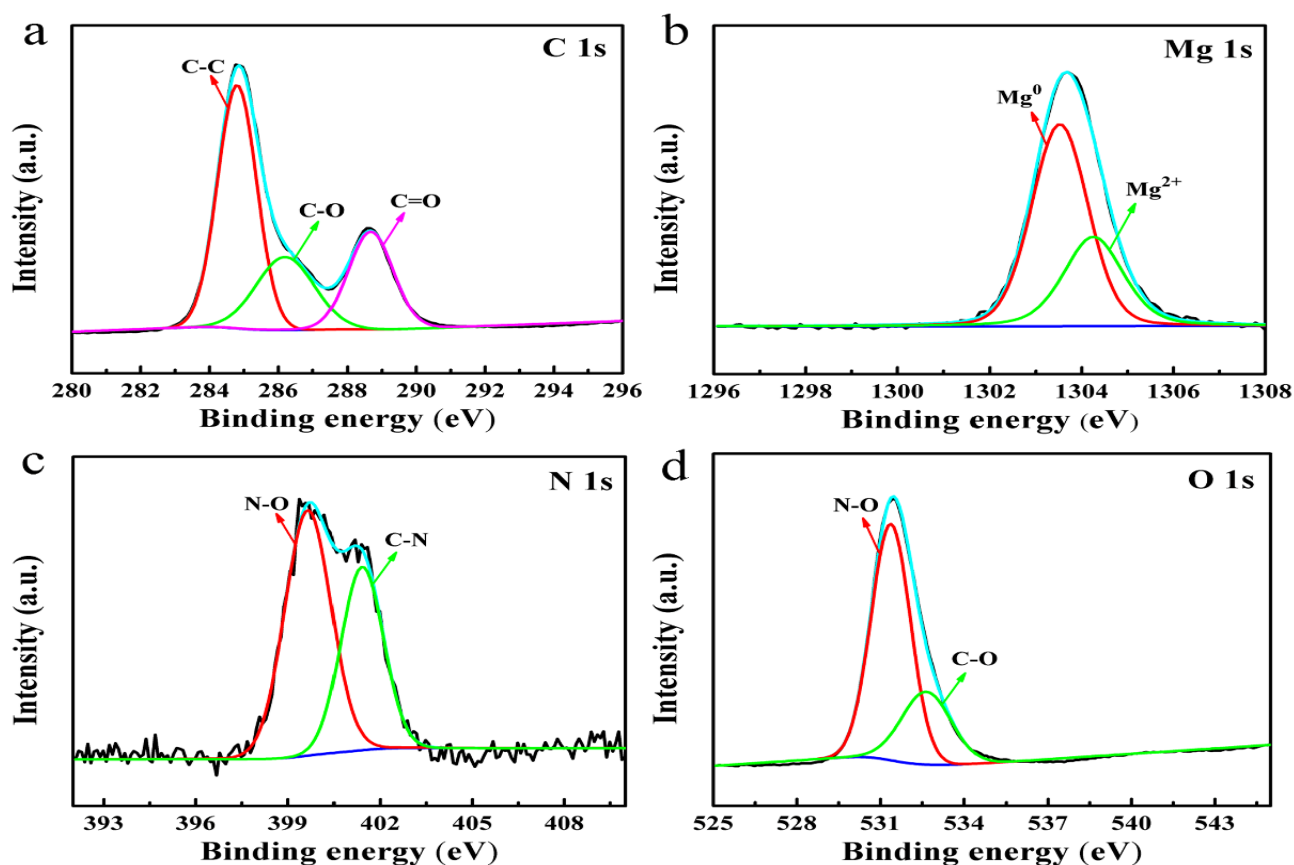 a
C 1s
C-C
C-O
C=O
Intensity (a.u.)
280 282 284 286 288 290 292 294 296
Binding energy (eV)
b
Mg 1s
Mg⁰
Mg²⁺
Intensity (a.u.)
1296 1298 1300 1302 1304 1306 1308
Binding energy (eV)
c
N 1s
N-O
C-N
Intensity (a.u.)
393 396 399 402 405 408
Binding energy (eV)
d
O 1s
N-O
C-O
Intensity (a.u.)
525 528 531 534 537 540 543
Binding energy (eV)